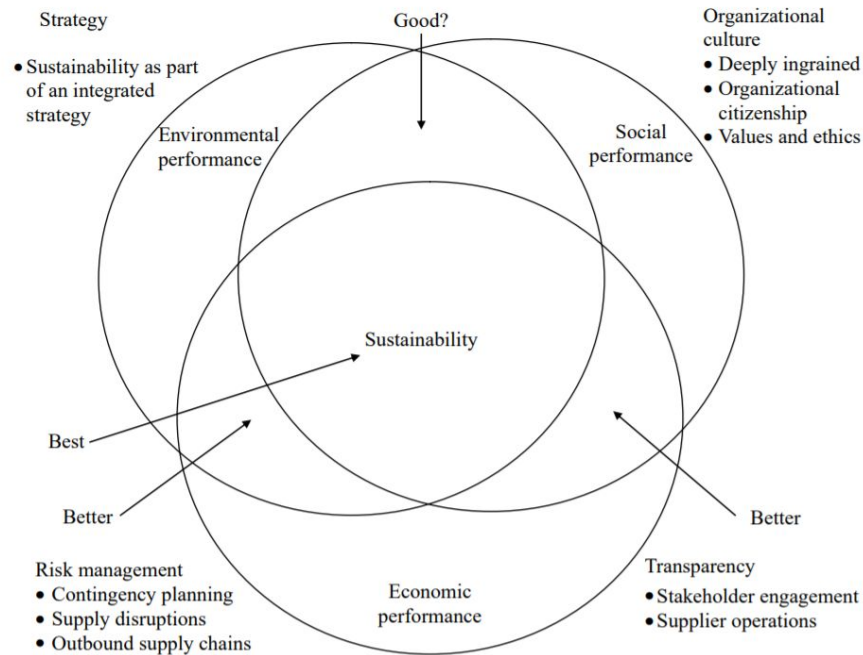 Strategy
• Sustainability as part
of an integrated
strategy
Good?
Organizational
culture
• Deeply ingrained
• Organizational
citizenship
• Values and ethics
Environmental
performance
Social
performance
Sustainability
Best
Better
Better
Risk management
• Contingency planning
• Supply disruptions
• Outbound supply chains
Economic
performance
Transparency
• Stakeholder engagement
• Supplier operations